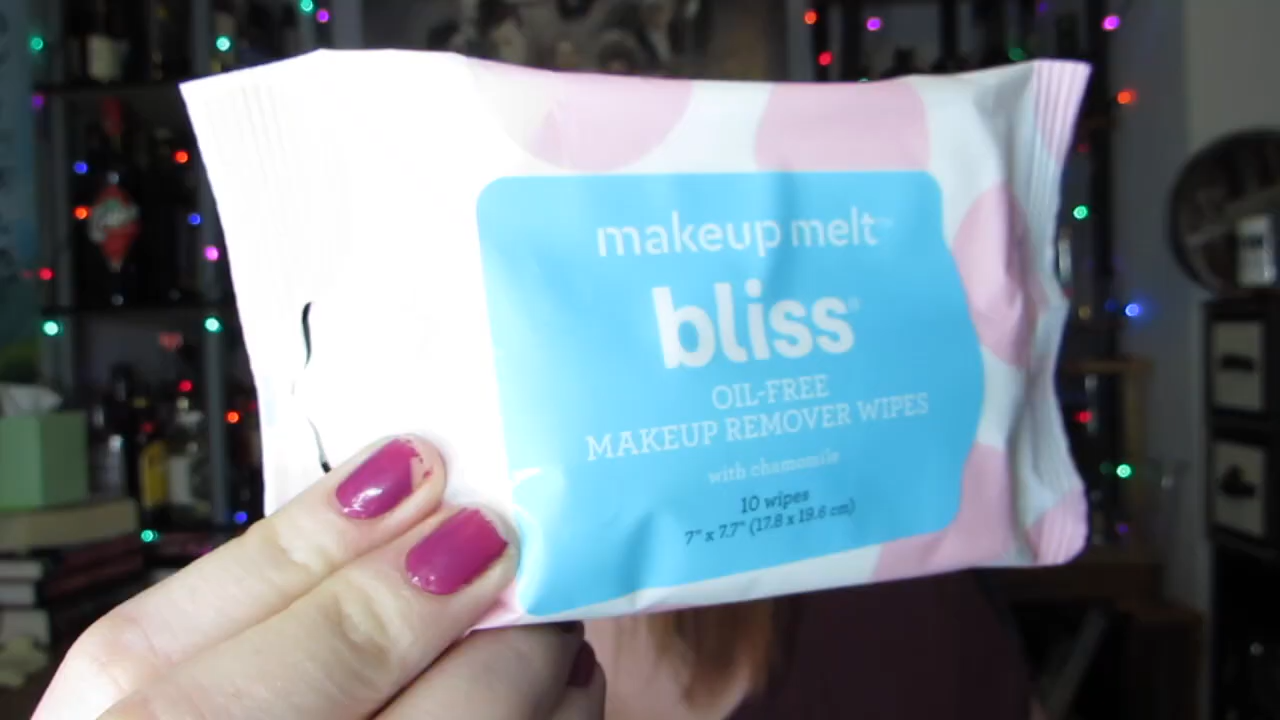 makeup melt™
bliss®
OIL-FREE
MAKEUP REMOVER WIPES
with chamomile
10 wipes
7" x 7.7" (17.8 x 19.6 cm)